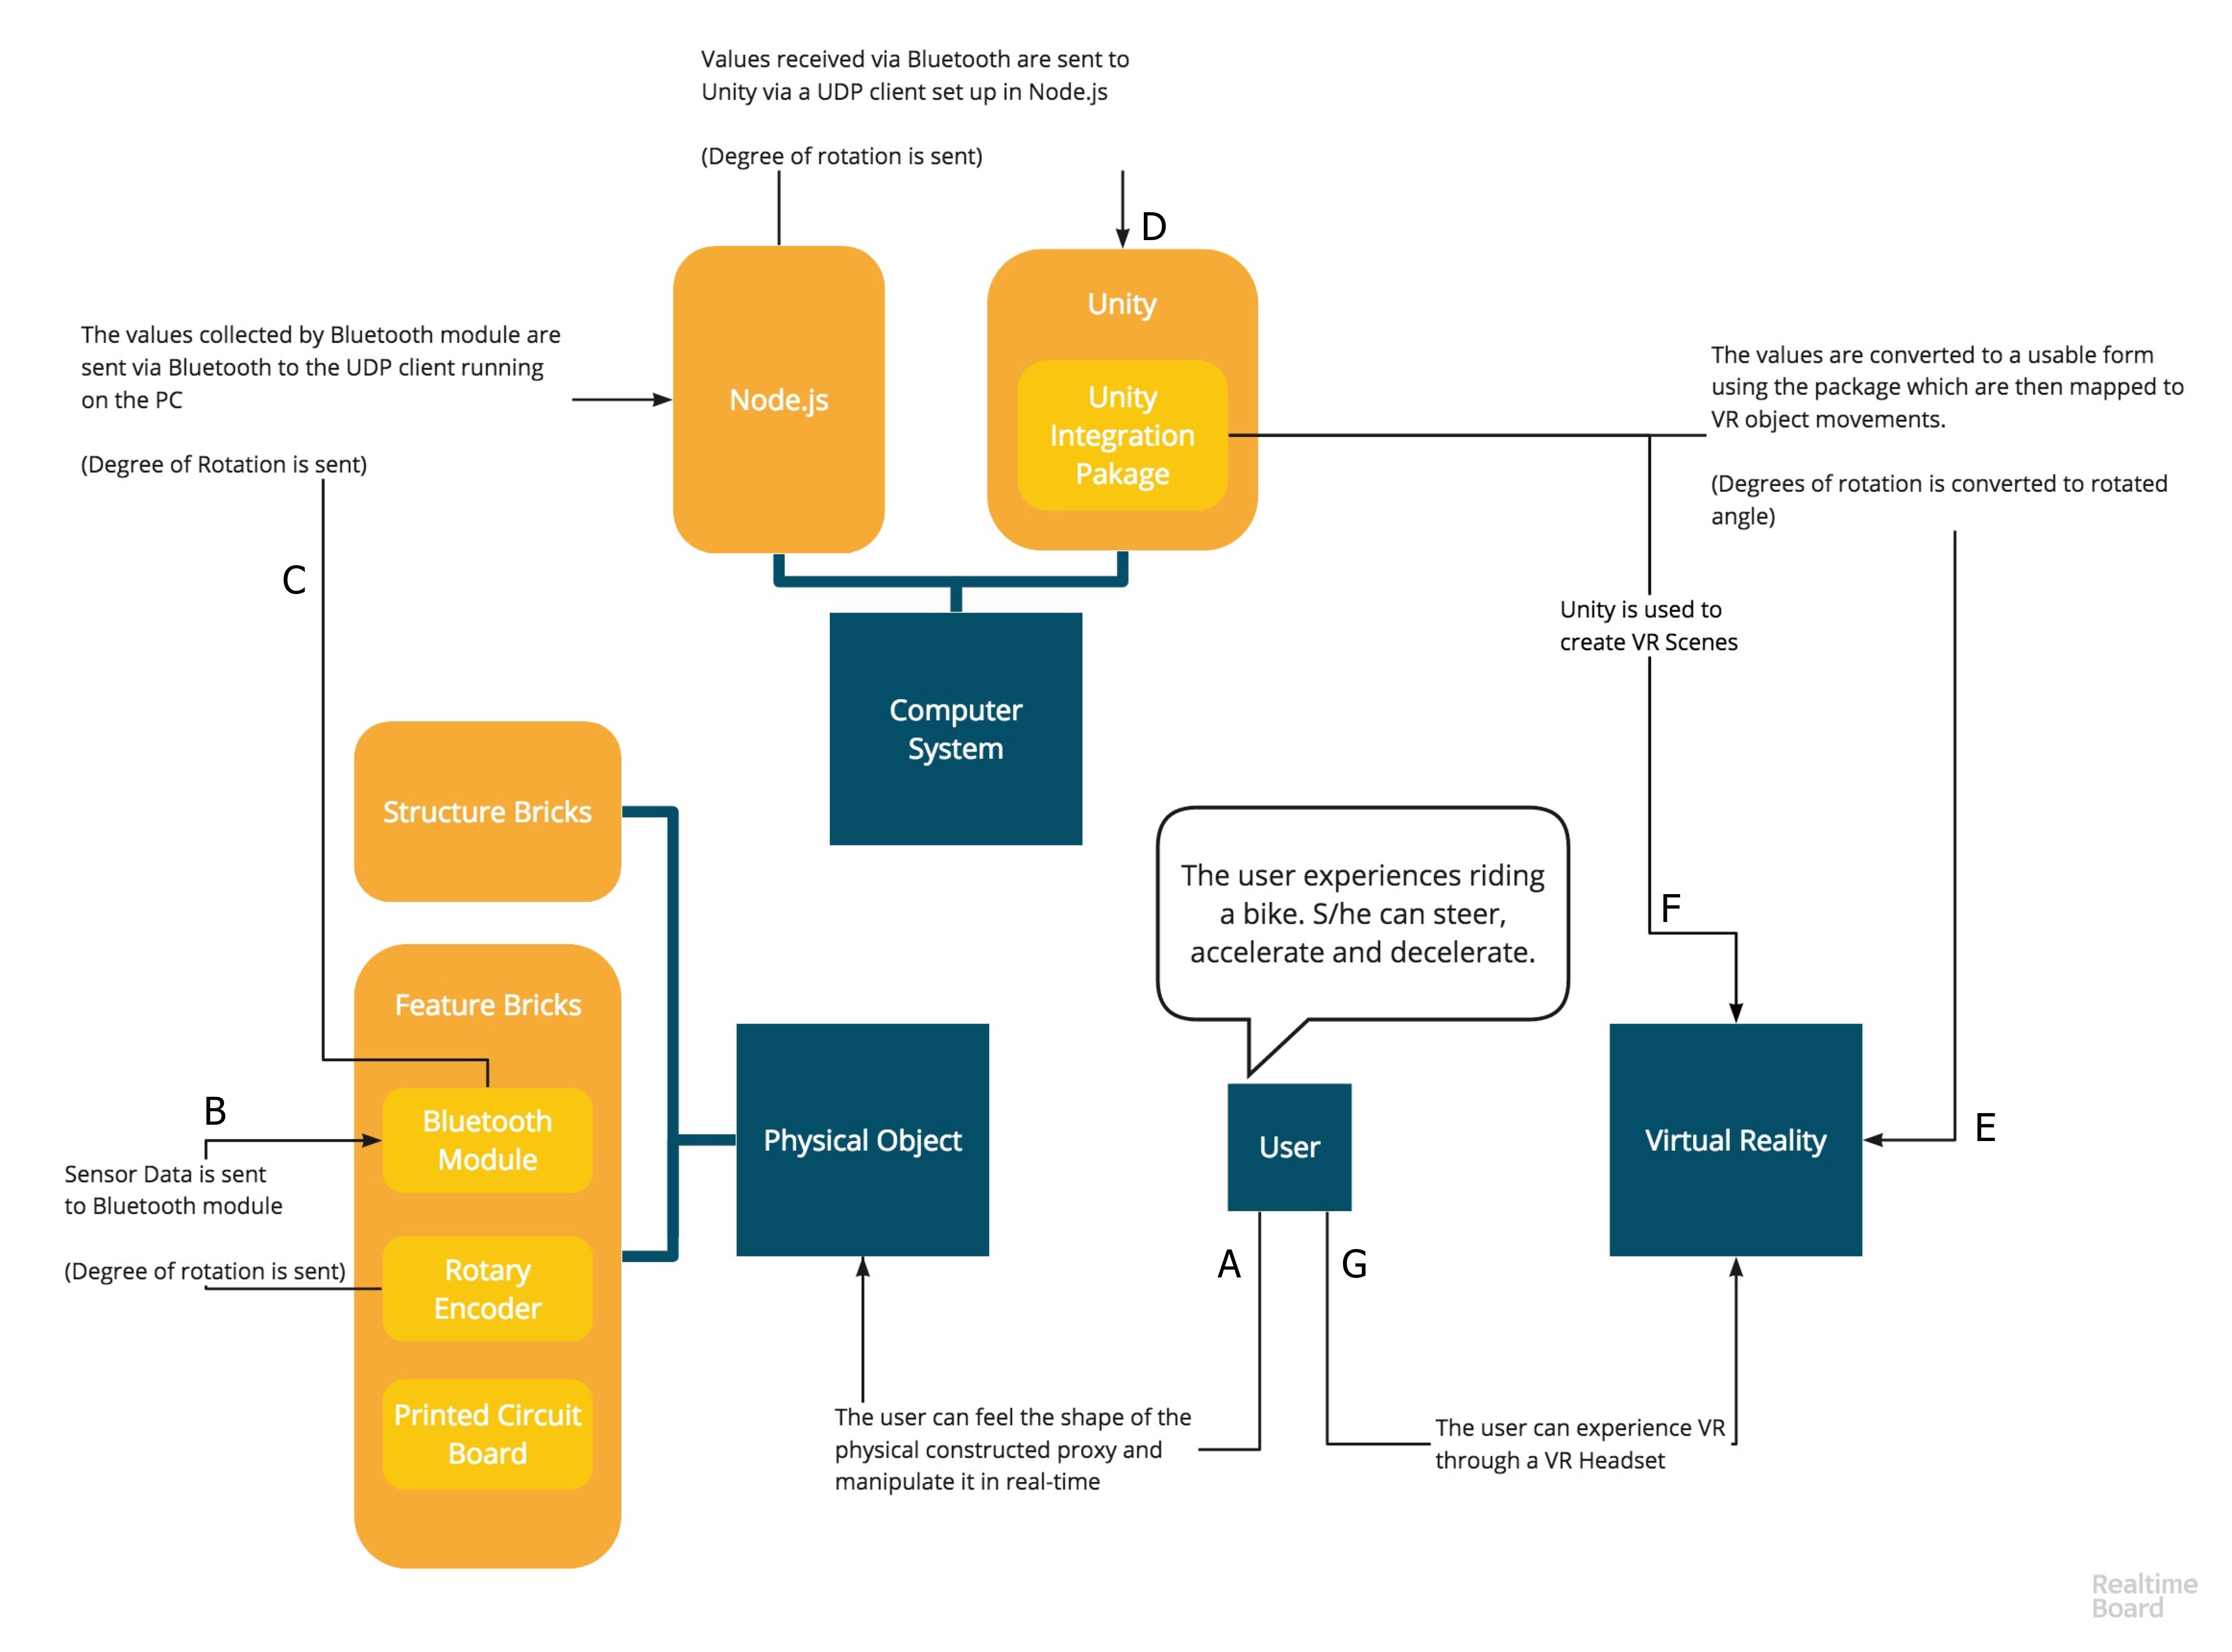 Values received via Bluetooth are sent to
Unity via a UDP client set up in Node.js
(Degree of rotation is sent)
D
Unity
Unity
Integration
Pakage
Node.js
The values collected by Bluetooth module are
sent via Bluetooth to the UDP client running
on the PC
(Degree of Rotation is sent)
The values are converted to a usable form
using the package which are then mapped to
VR object movements.
(Degrees of rotation is converted to rotated
angle)
C
Unity is used to
create VR Scenes
Computer
System
Structure Bricks
The user experiences riding
a bike. S/he can steer,
accelerate and decelerate.
F
Feature Bricks
B
Bluetooth
Module
Sensor Data is sent
to Bluetooth module
(Degree of rotation is sent)
Rotary
Encoder
Printed Circuit
Board
Physical Object
User
Virtual Reality
E
A
G
The user can feel the shape of the
physical constructed proxy and
manipulate it in real-time
The user can experience VR
through a VR Headset
Realtime
Board